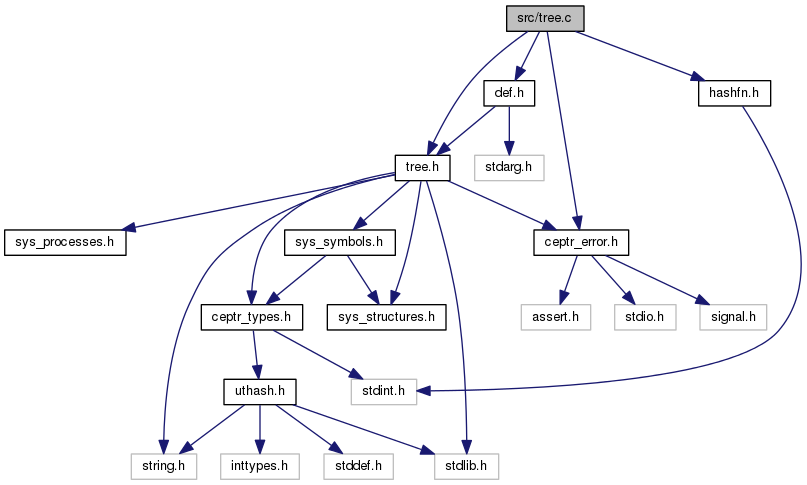 src/tree.c
def.h
hashfn.h
tree.h
stdarg.h
sys_processes.h
sys_symbols.h
ceptr_error.h
ceptr_types.h
sys_structures.h
assert.h
stdio.h
signal.h
uthash.h
stdint.h
string.h
inttypes.h
stddef.h
stdlib.h